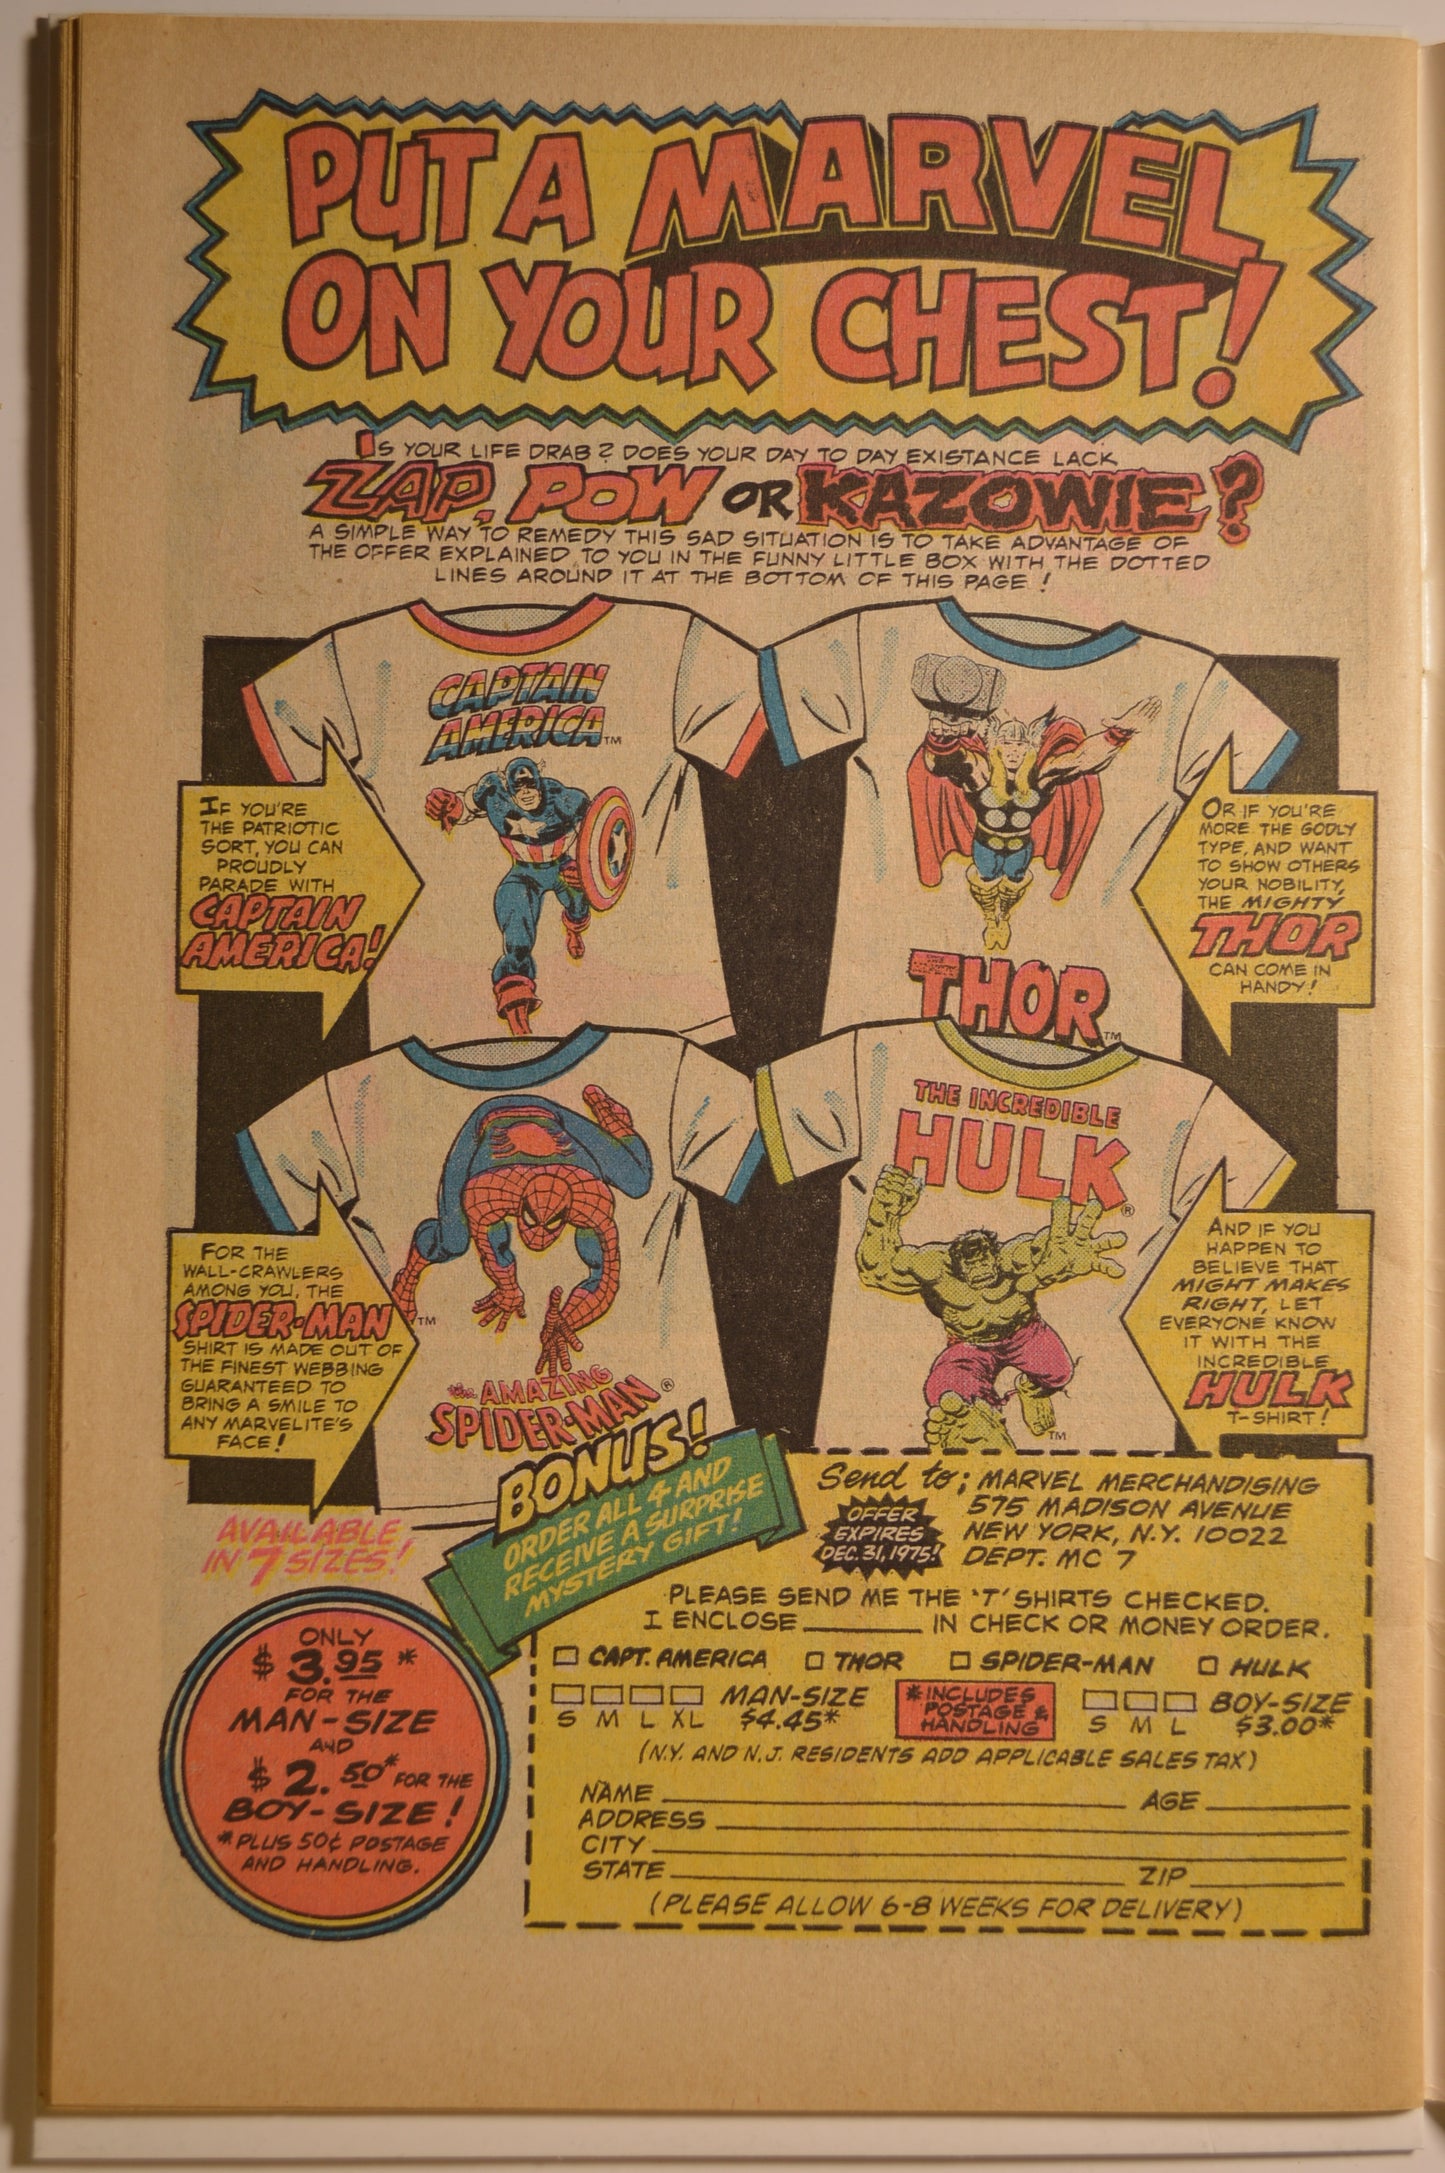 PUT A MARVEL
ON YOUR CHEST!
IS YOUR LIFE DRAB? DOES YOUR DAY TO DAY EXISTANCE LACK
ZAP, POW OR KAZOWIE?
A SIMPLE WAY TO REMEDY THIS SAD SITUATION IS TO TAKE ADVANTAGE OF
THE OFFER EXPLAINED TO YOU IN THE FUNNY LITTLE BOX WITH THE DOTTED
LINES AROUND IT AT THE BOTTOM OF THIS PAGE!
CAPTAIN
AMERICA™
IF YOU'RE
THE PATRIOTIC
SORT, YOU CAN
PROUDLY
PARADE WITH
CAPTAIN
AMERICA!
THOR™
OR IF YOU'RE
MORE THE GODLY
TYPE, AND WANT
TO SHOW OTHERS
YOUR NOBILITY,
THE MIGHTY
THOR
CAN COME IN
HANDY!
FOR THE
WALL-CRAWLERS
AMONG YOU, THE
SPIDER-MAN
SHIRT IS MADE OUT OF
THE FINEST WEBBING
GUARANTEED TO
BRING A SMILE TO
ANY MARVELITE'S
FACE!
™
the AMAZING
SPIDER-MAN®
THE INCREDIBLE
HULK®
™
AND IF YOU
HAPPEN TO
BELIEVE THAT
MIGHT MAKES
RIGHT, LET
EVERYONE KNOW
IT WITH THE
INCREDIBLE
HULK
T-SHIRT!
AVAILABLE
IN 7 SIZES!
BONUS!
ORDER ALL 4 AND
RECEIVE A SURPRISE
MYSTERY GIFT!
ONLY
$3.95*
FOR THE
MAN-SIZE
AND
$2.50* FOR THE
BOY-SIZE!
*PLUS 50¢ POSTAGE
AND HANDLING.
Send to; MARVEL MERCHANDISING
575 MADISON AVENUE
NEW YORK, N.Y. 10022
DEPT. MC 7
OFFER
EXPIRES
DEC. 31, 1975!
PLEASE SEND ME THE 'T' SHIRTS CHECKED.
I ENCLOSE ________ IN CHECK OR MONEY ORDER.
CAPT. AMERICA THOR SPIDER-MAN HULK
MAN-SIZE
S M L XL $4.45*
*INCLUDES
POSTAGE &
HANDLING
BOY-SIZE
S M L $3.00*
(N.Y. AND N.J. RESIDENTS ADD APPLICABLE SALES TAX)
NAME AGE
ADDRESS
CITY
STATE ZIP
(PLEASE ALLOW 6-8 WEEKS FOR DELIVERY)